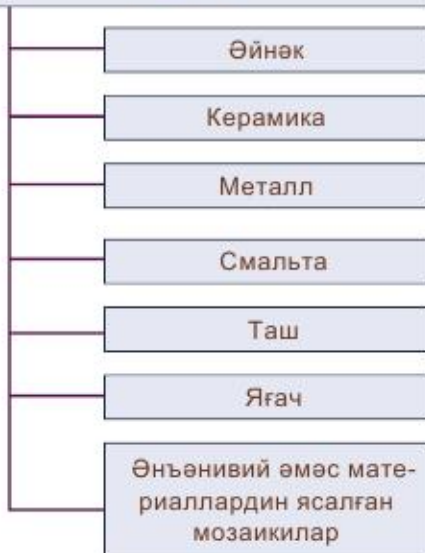 Әйнәк
Керамика
Металл
Смальта
Таш
Яғач
Әнъәнивий әмәс мате-
риаллардин ясалған
мозаикилар